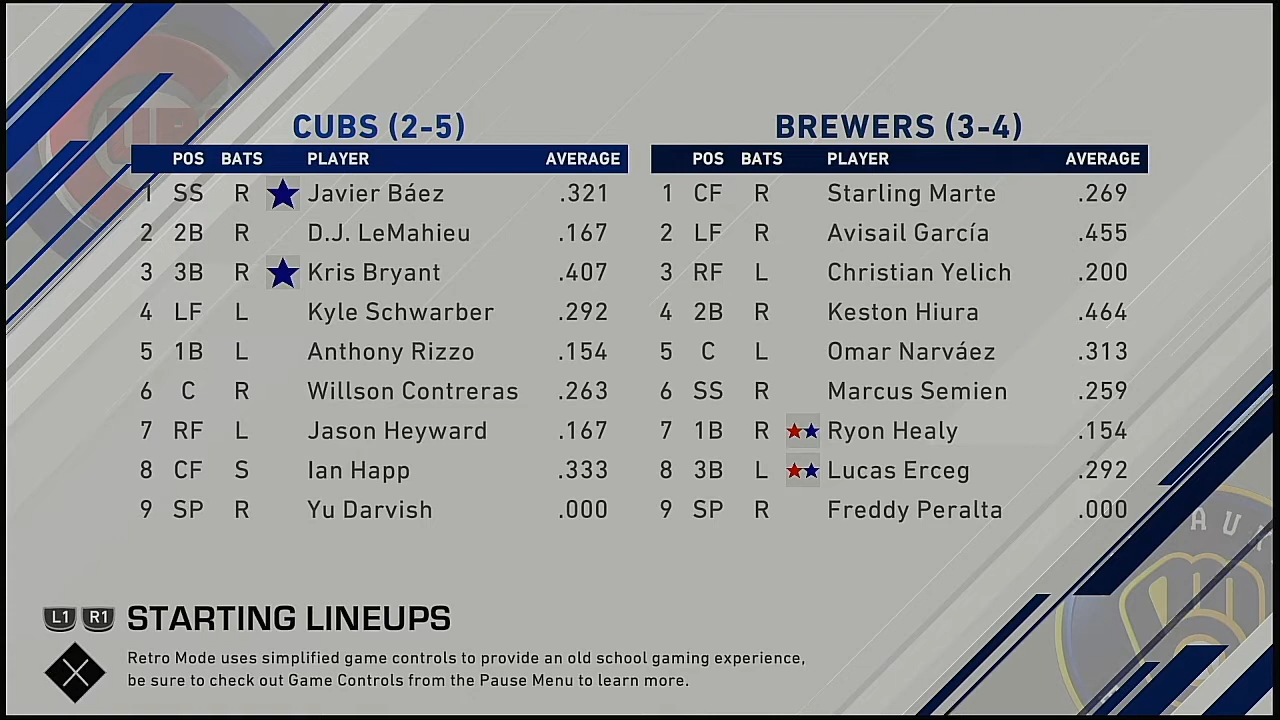 CUBS (2-5)
POS BATS PLAYER AVERAGE
1 SS R Javier Báez .321
2 2B R D.J. LeMahieu .167
3 3B R Kris Bryant .407
4 LF L Kyle Schwarber .292
5 1B L Anthony Rizzo .154
6 C R Willson Contreras .263
7 RF L Jason Heyward .167
8 CF S Ian Happ .333
9 SP R Yu Darvish .000
BREWERS (3-4)
POS BATS PLAYER AVERAGE
1 CF R Starling Marte .269
2 LF R Avisail García .455
3 RF L Christian Yelich .200
4 2B R Keston Hiura .464
5 C L Omar Narváez .313
6 SS R Marcus Semien .259
7 1B R Ryon Healy .154
8 3B L Lucas Erceg .292
9 SP R Freddy Peralta .000
L1 R1 STARTING LINEUPS
Retro Mode uses simplified game controls to provide an old school gaming experience,
be sure to check out Game Controls from the Pause Menu to learn more.